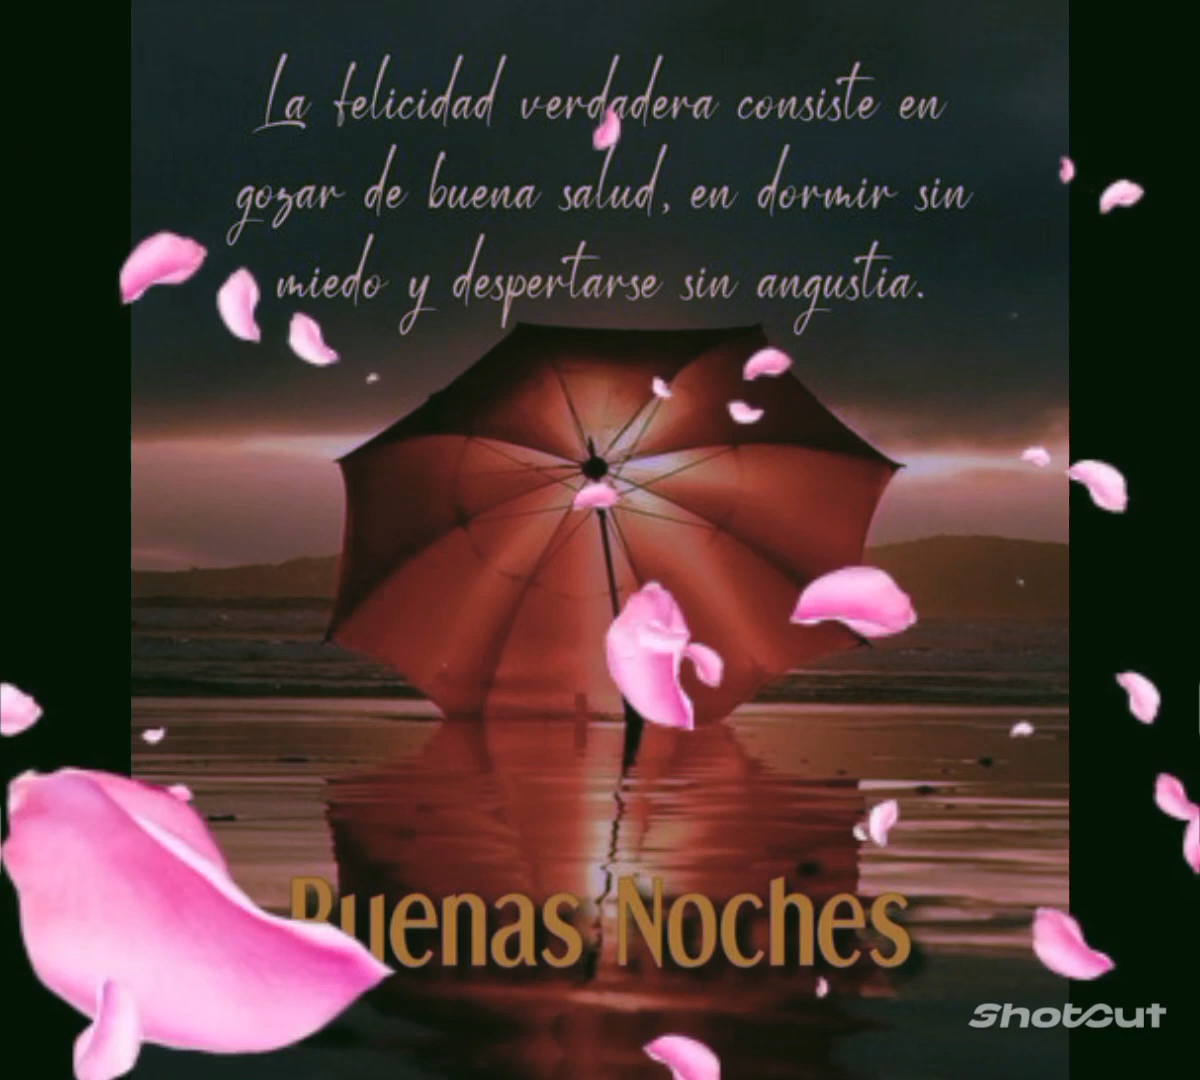 La felicidad verdadera consiste en
gozar de buena salud, en dormir sin
miedo y despertarse sin angustia.
Buenas Noches
ShotCut